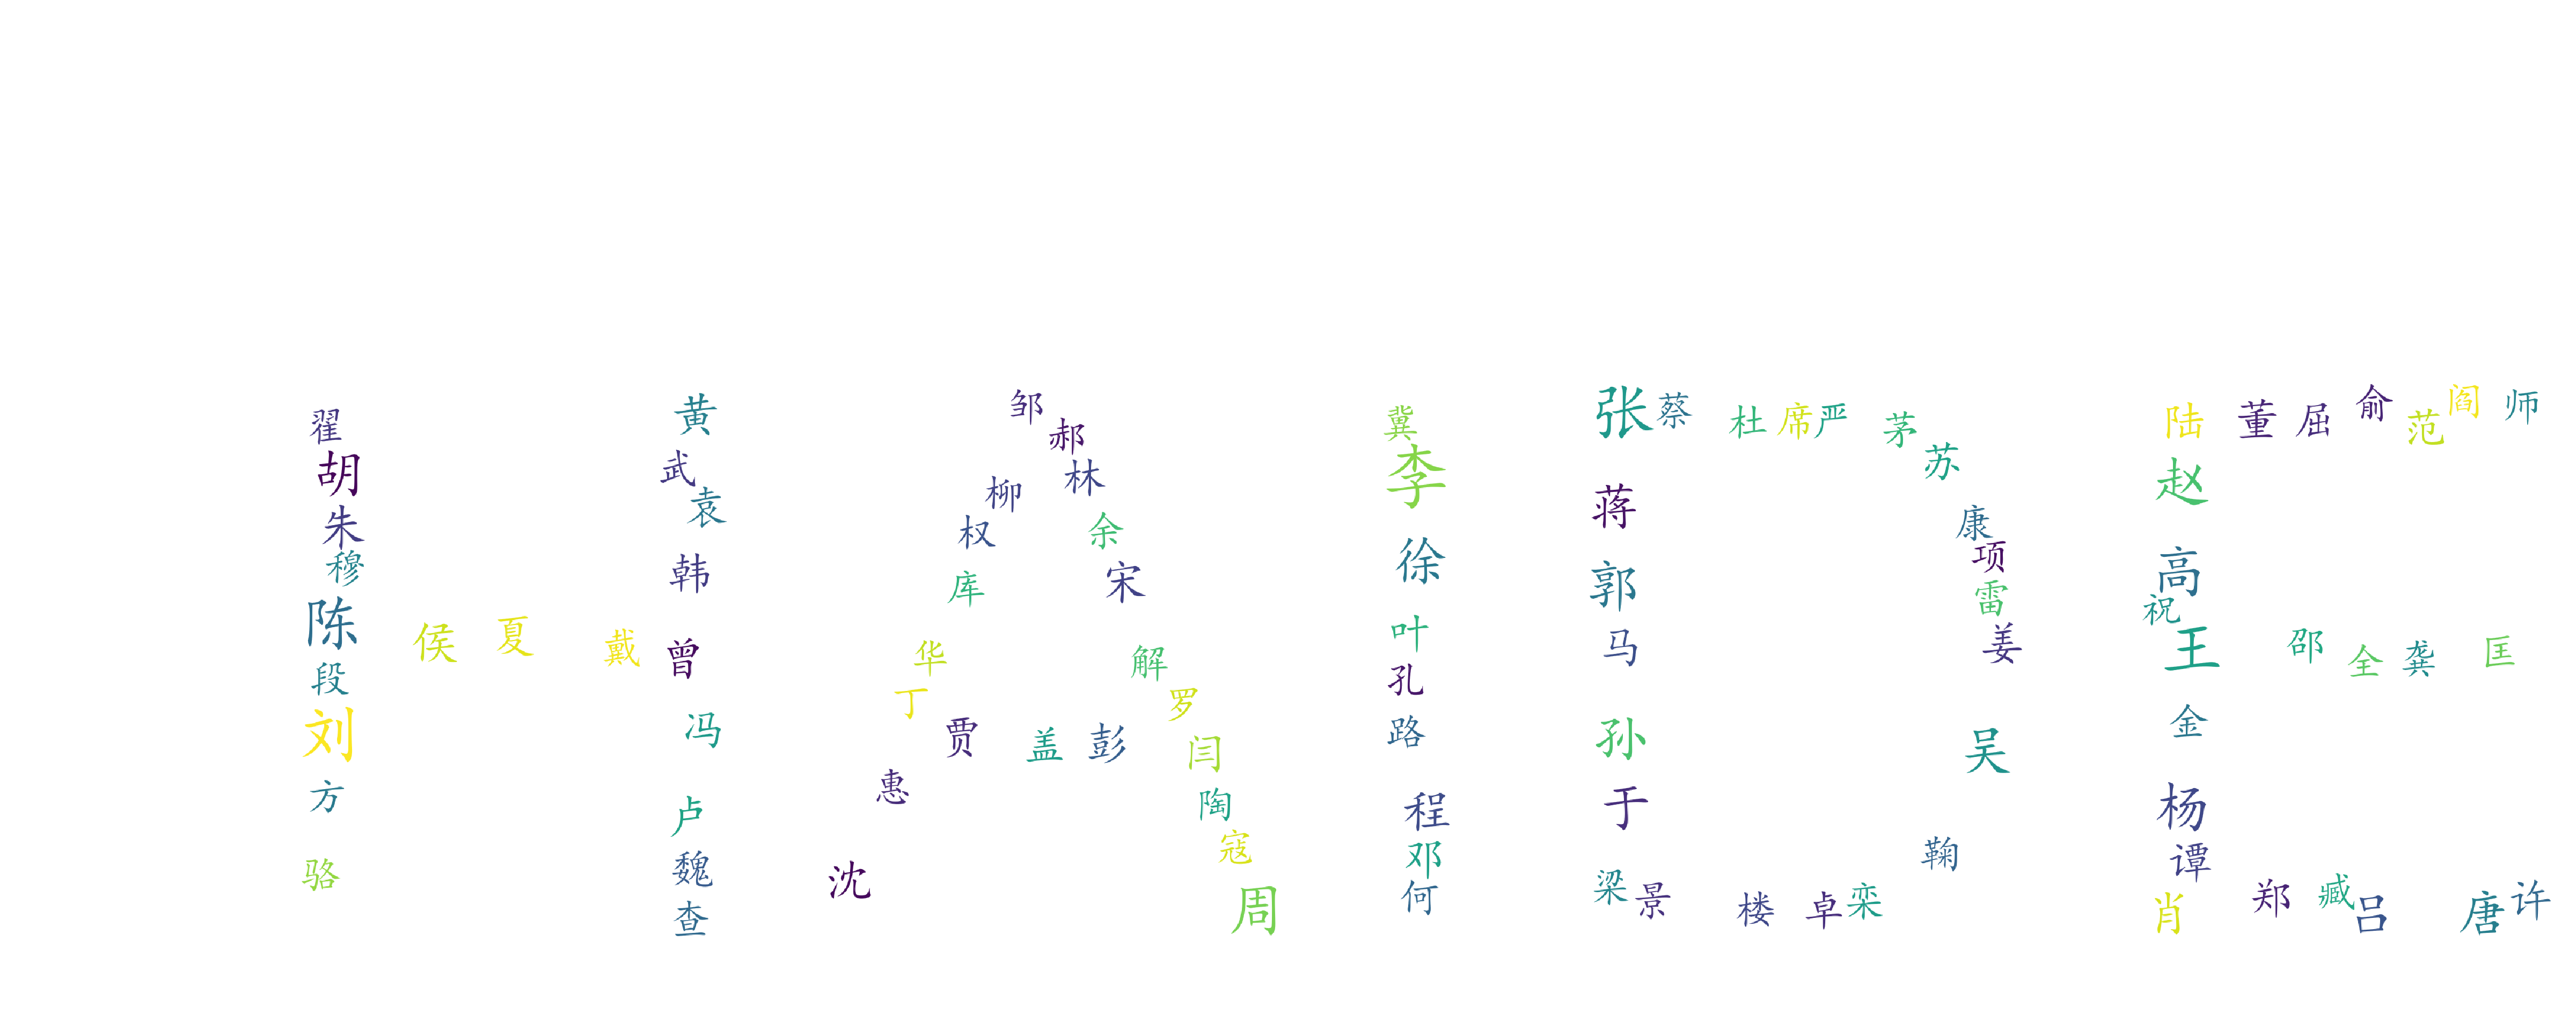 翟
胡
朱
穆
陈
段
刘
方
骆
侯
夏
戴
黄
武
袁
韩
曾
冯
卢
魏
查
邹
郝
林
柳
权
余
库
宋
华
解
丁
罗
贾
盖
彭
闫
惠
陶
寇
沈
周
冀
李
徐
叶
孔
路
程
邓
何
张
蔡
杜
席
严
茅
苏
蒋
康
项
郭
雷
马
姜
孙
吴
于
鞠
梁
景
楼
卓
栾
陆
董
屈
俞
范
阎
师
赵
高
祝
王
邵
全
龚
匡
金
杨
谭
肖
郑
臧
吕
唐
许